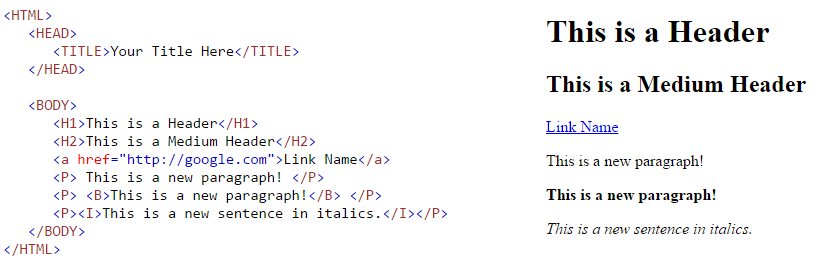 <HTML>
<HEAD>
<TITLE>Your Title Here</TITLE>
</HEAD>
<BODY>
<H1>This is a Header</H1>
<H2>This is a Medium Header</H2>
<a href="http://google.com">Link Name</a>
<P> This is a new paragraph! </P>
<P> <B>This is a new paragraph!</B> </P>
<P><I>This is a new sentence in italics.</I></P>
</BODY>
</HTML>
This is a Header
This is a Medium Header
Link Name
This is a new paragraph!
This is a new paragraph!
This is a new sentence in italics.